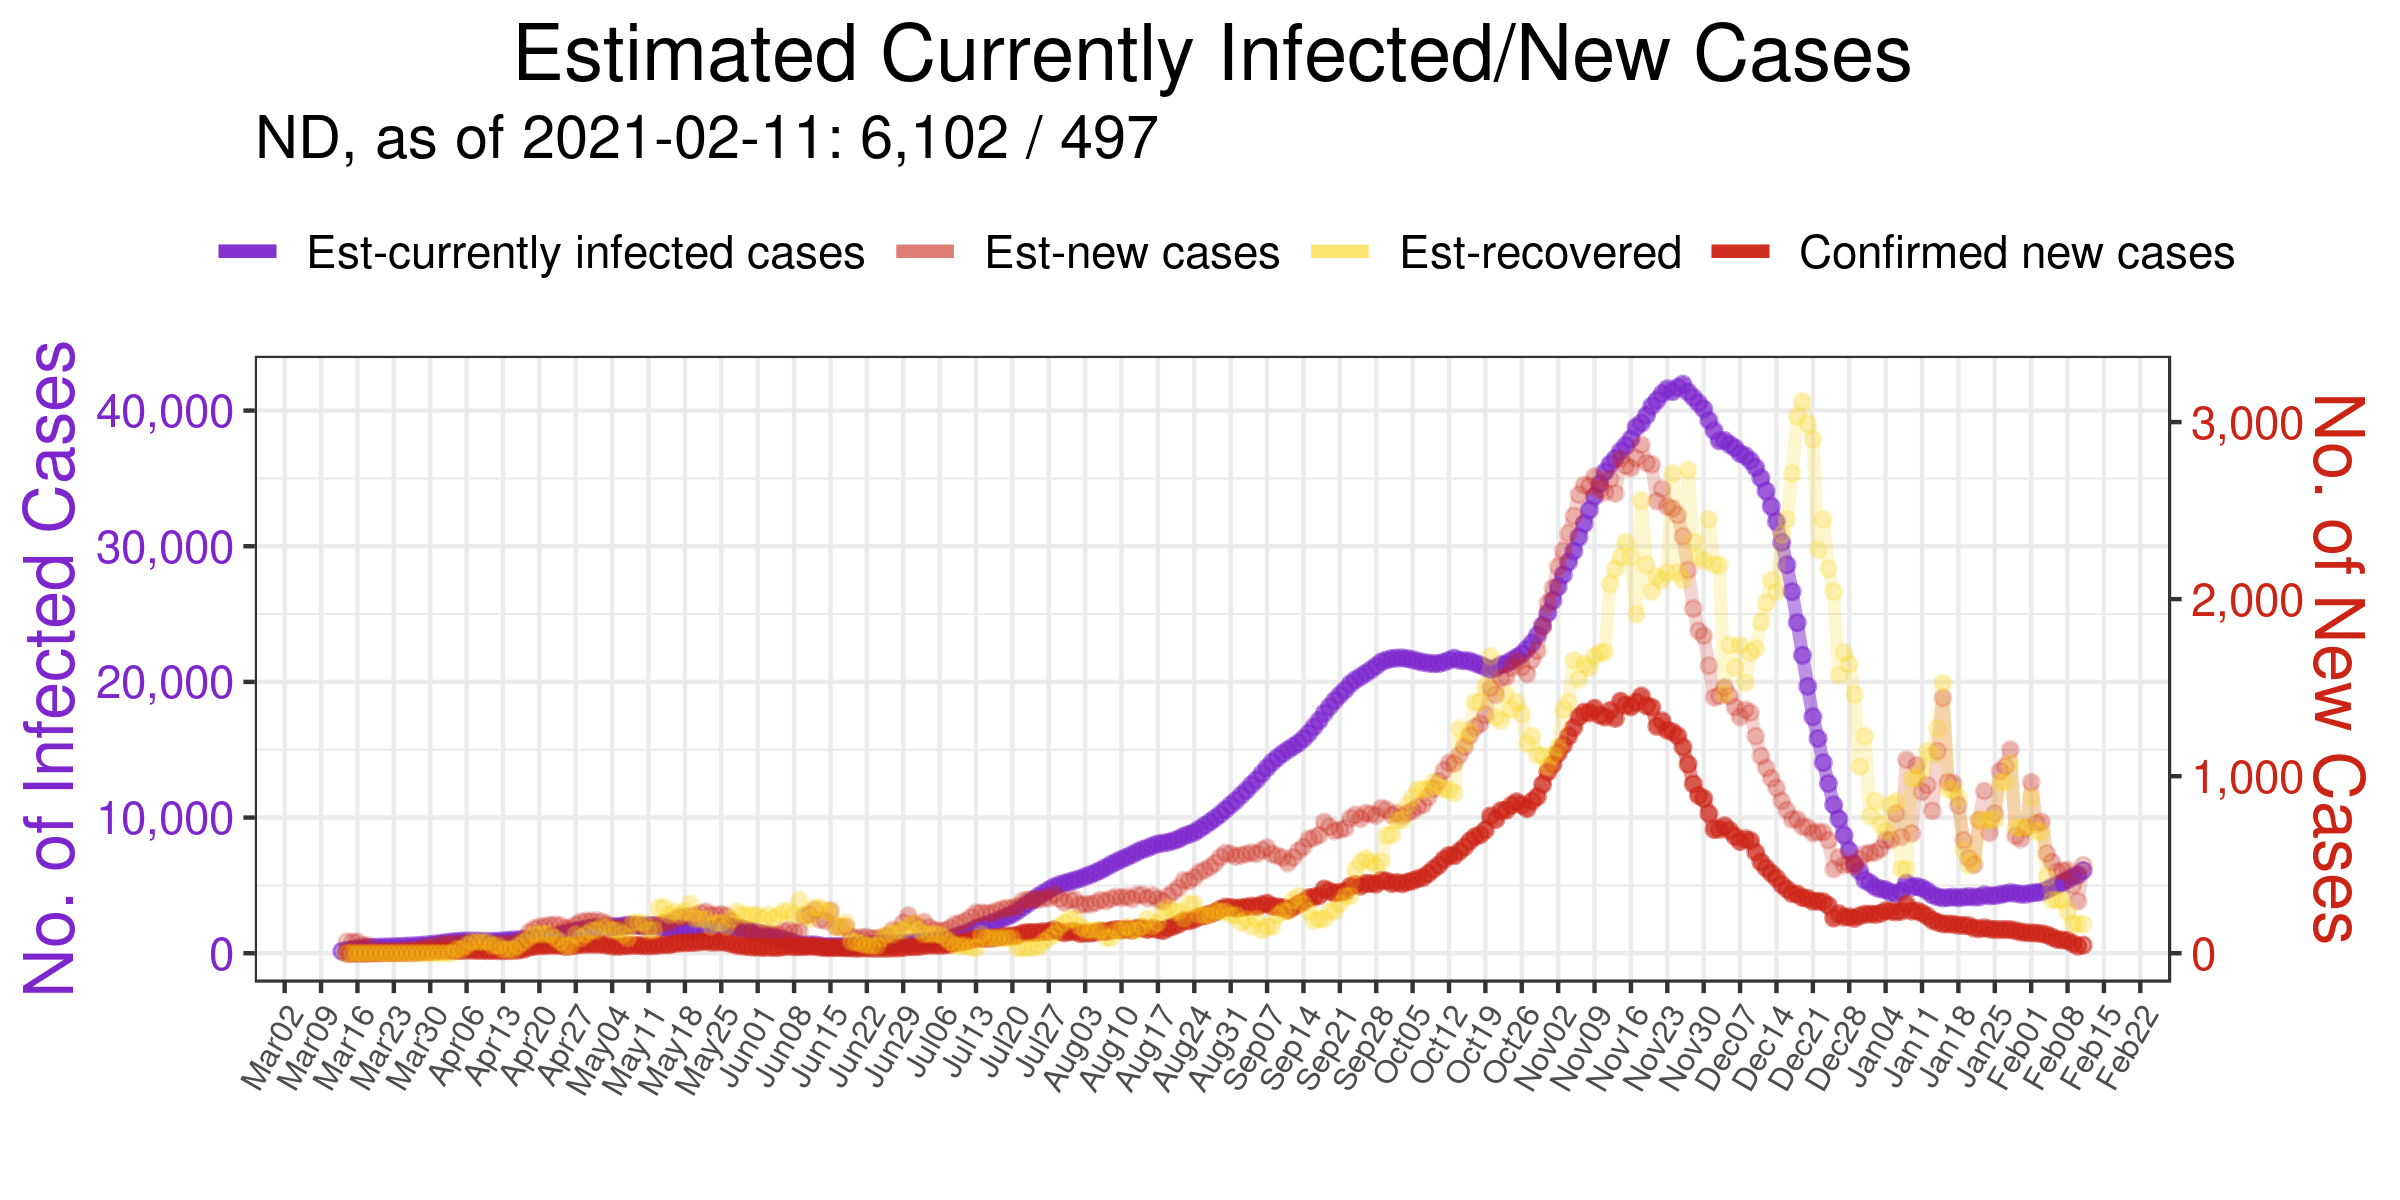 Estimated Currently Infected/New Cases
ND, as of 2021-02-11: 6,102 / 497
Est-currently infected cases Est-new cases Est-recovered Confirmed new cases
No. of Infected Cases
40,000
30,000
20,000
10,000
0
No. of New Cases
3,000
2,000
1,000
0
Mar02
Mar09
Mar16
Mar23
Mar30
Apr06
Apr13
Apr20
Apr27
May04
May11
May18
May25
Jun01
Jun08
Jun15
Jun22
Jun29
Jul06
Jul13
Jul20
Jul27
Aug03
Aug10
Aug17
Aug24
Aug31
Sep07
Sep14
Sep21
Sep28
Oct05
Oct12
Oct19
Oct26
Nov02
Nov09
Nov16
Nov23
Nov30
Dec07
Dec14
Dec21
Dec28
Jan04
Jan11
Jan18
Jan25
Feb01
Feb08
Feb15
Feb22